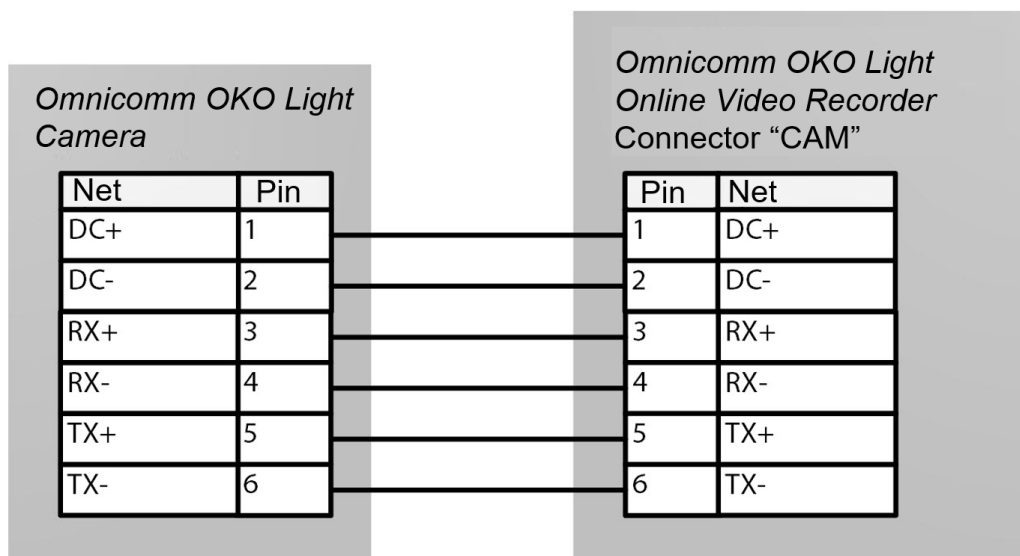 Omnicomm OKO Light
Camera
Net Pin
DC+ 1
DC- 2
RX+ 3
RX- 4
TX+ 5
TX- 6
Omnicomm OKO Light
Online Video Recorder
Connector “CAM”
Pin Net
1 DC+
2 DC-
3 RX+
4 RX-
5 TX+
6 TX-